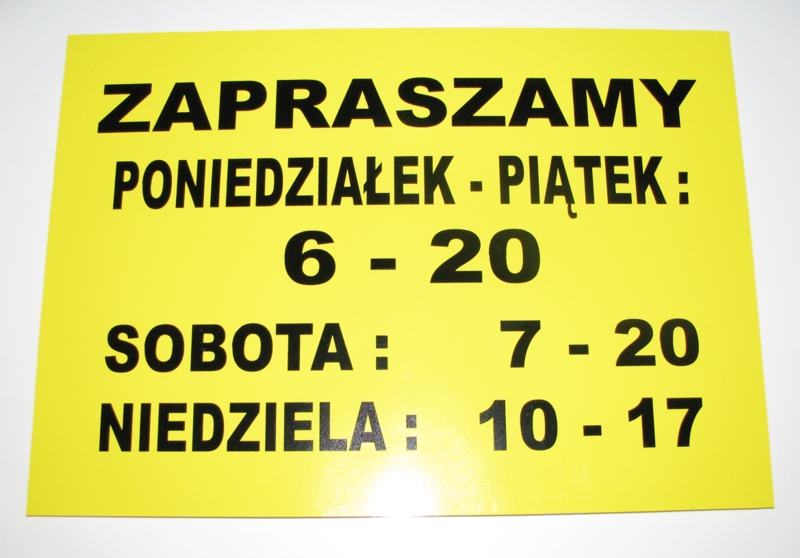 ZAPRASZAMY
PONIEDZIAŁEK - PIĄTEK :
6 - 20
SOBOTA : 7 - 20
NIEDZIELA : 10 - 17